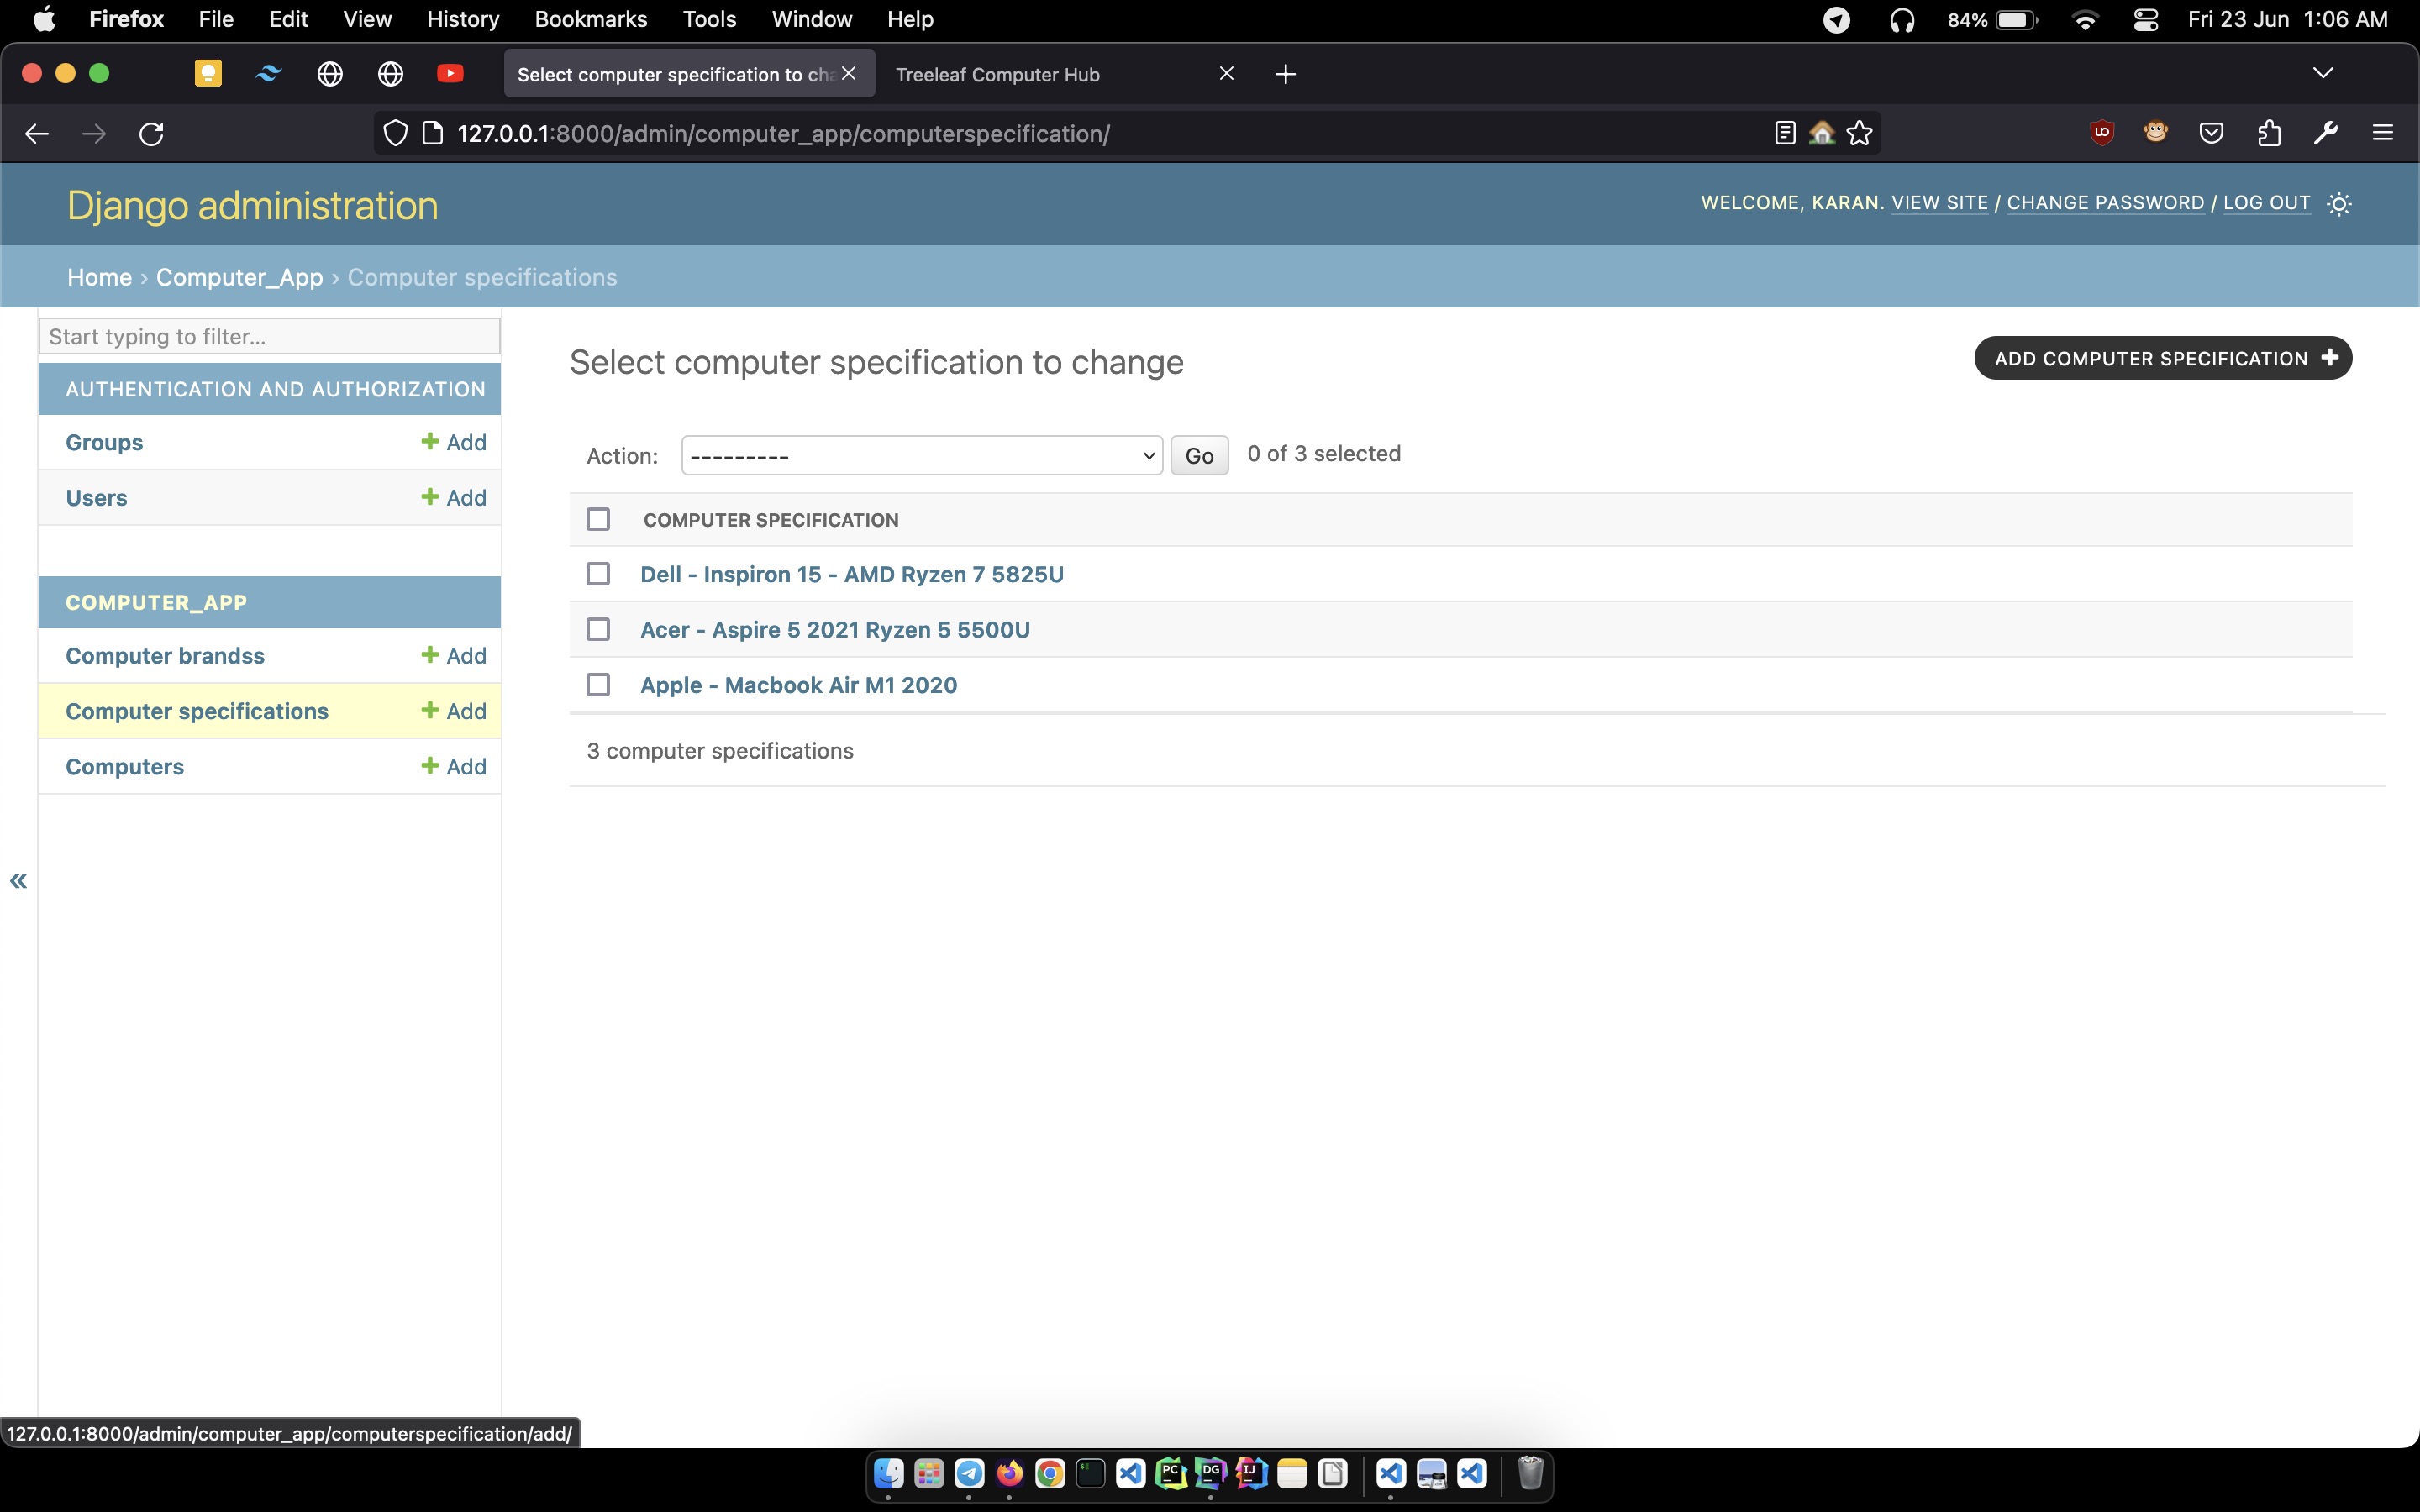 Firefox File Edit View History Bookmarks Tools Window Help 84% Fri 23 Jun 1:06 AM
Select computer specification to cha Treeleaf Computer Hub
127.0.0.1:8000/admin/computer_app/computerspecification/
Django administration
WELCOME, KARAN. VIEW SITE / CHANGE PASSWORD / LOG OUT
Home › Computer_App › Computer specifications
Start typing to filter...
AUTHENTICATION AND AUTHORIZATION
Groups + Add
Users + Add
COMPUTER_APP
Computer brandss + Add
Computer specifications + Add
Computers + Add
«
Select computer specification to change
ADD COMPUTER SPECIFICATION +
Action: --------- Go 0 of 3 selected
COMPUTER SPECIFICATION
Dell - Inspiron 15 - AMD Ryzen 7 5825U
Acer - Aspire 5 2021 Ryzen 5 5500U
Apple - Macbook Air M1 2020
3 computer specifications
127.0.0.1:8000/admin/computer_app/computerspecification/add/
PC DG IJ